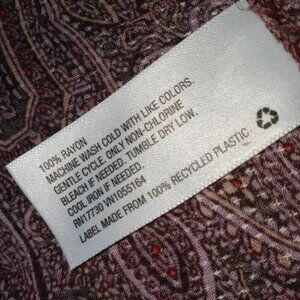 100% RAYON
MACHINE WASH COLD WITH LIKE COLORS.
GENTLE CYCLE. ONLY NON-CHLORINE
BLEACH IF NEEDED. TUMBLE DRY LOW.
COOL IRON IF NEEDED.
RN17730 VN1055164
LABEL MADE FROM 100% RECYCLED PLASTIC